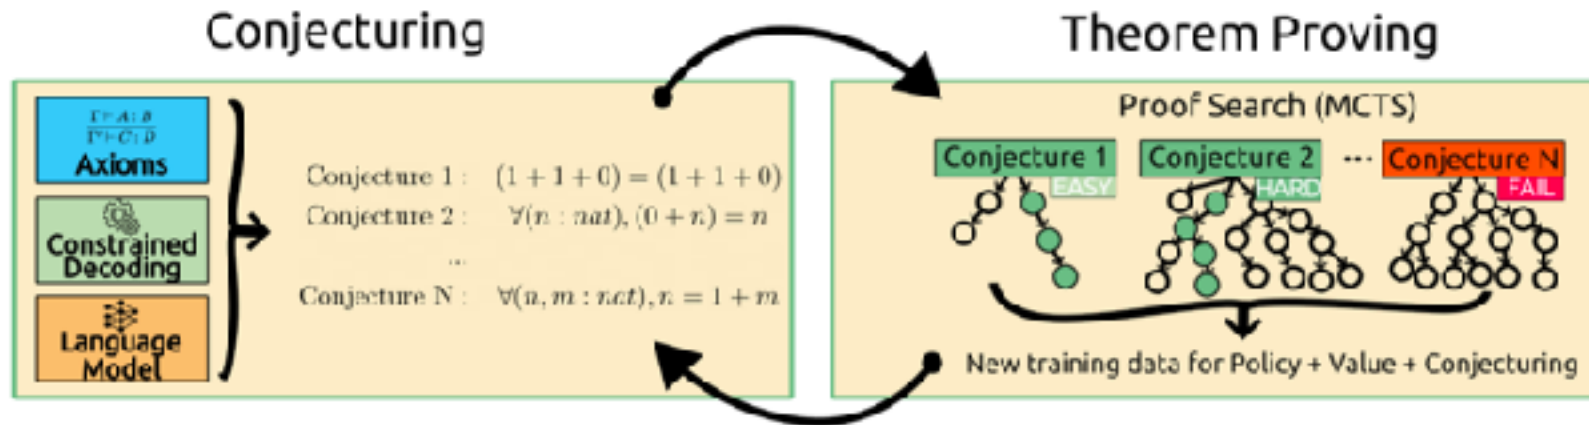 Conjecturing
Γ ⊢ A : B
Γ ⊢ C : D
Axioms
Constrained
Decoding
Language
Model
Conjecture 1 : (1 + 1 + 0) = (1 + 1 + 0)
Conjecture 2 : ∀(n : nat), (0 + n) = n
...
Conjecture N : ∀(n, m : nat), n = 1 + m
Theorem Proving
Proof Search (MCTS)
Conjecture 1
EASY
Conjecture 2
HARD
...
Conjecture N
FAIL
New training data for Policy + Value + Conjecturing